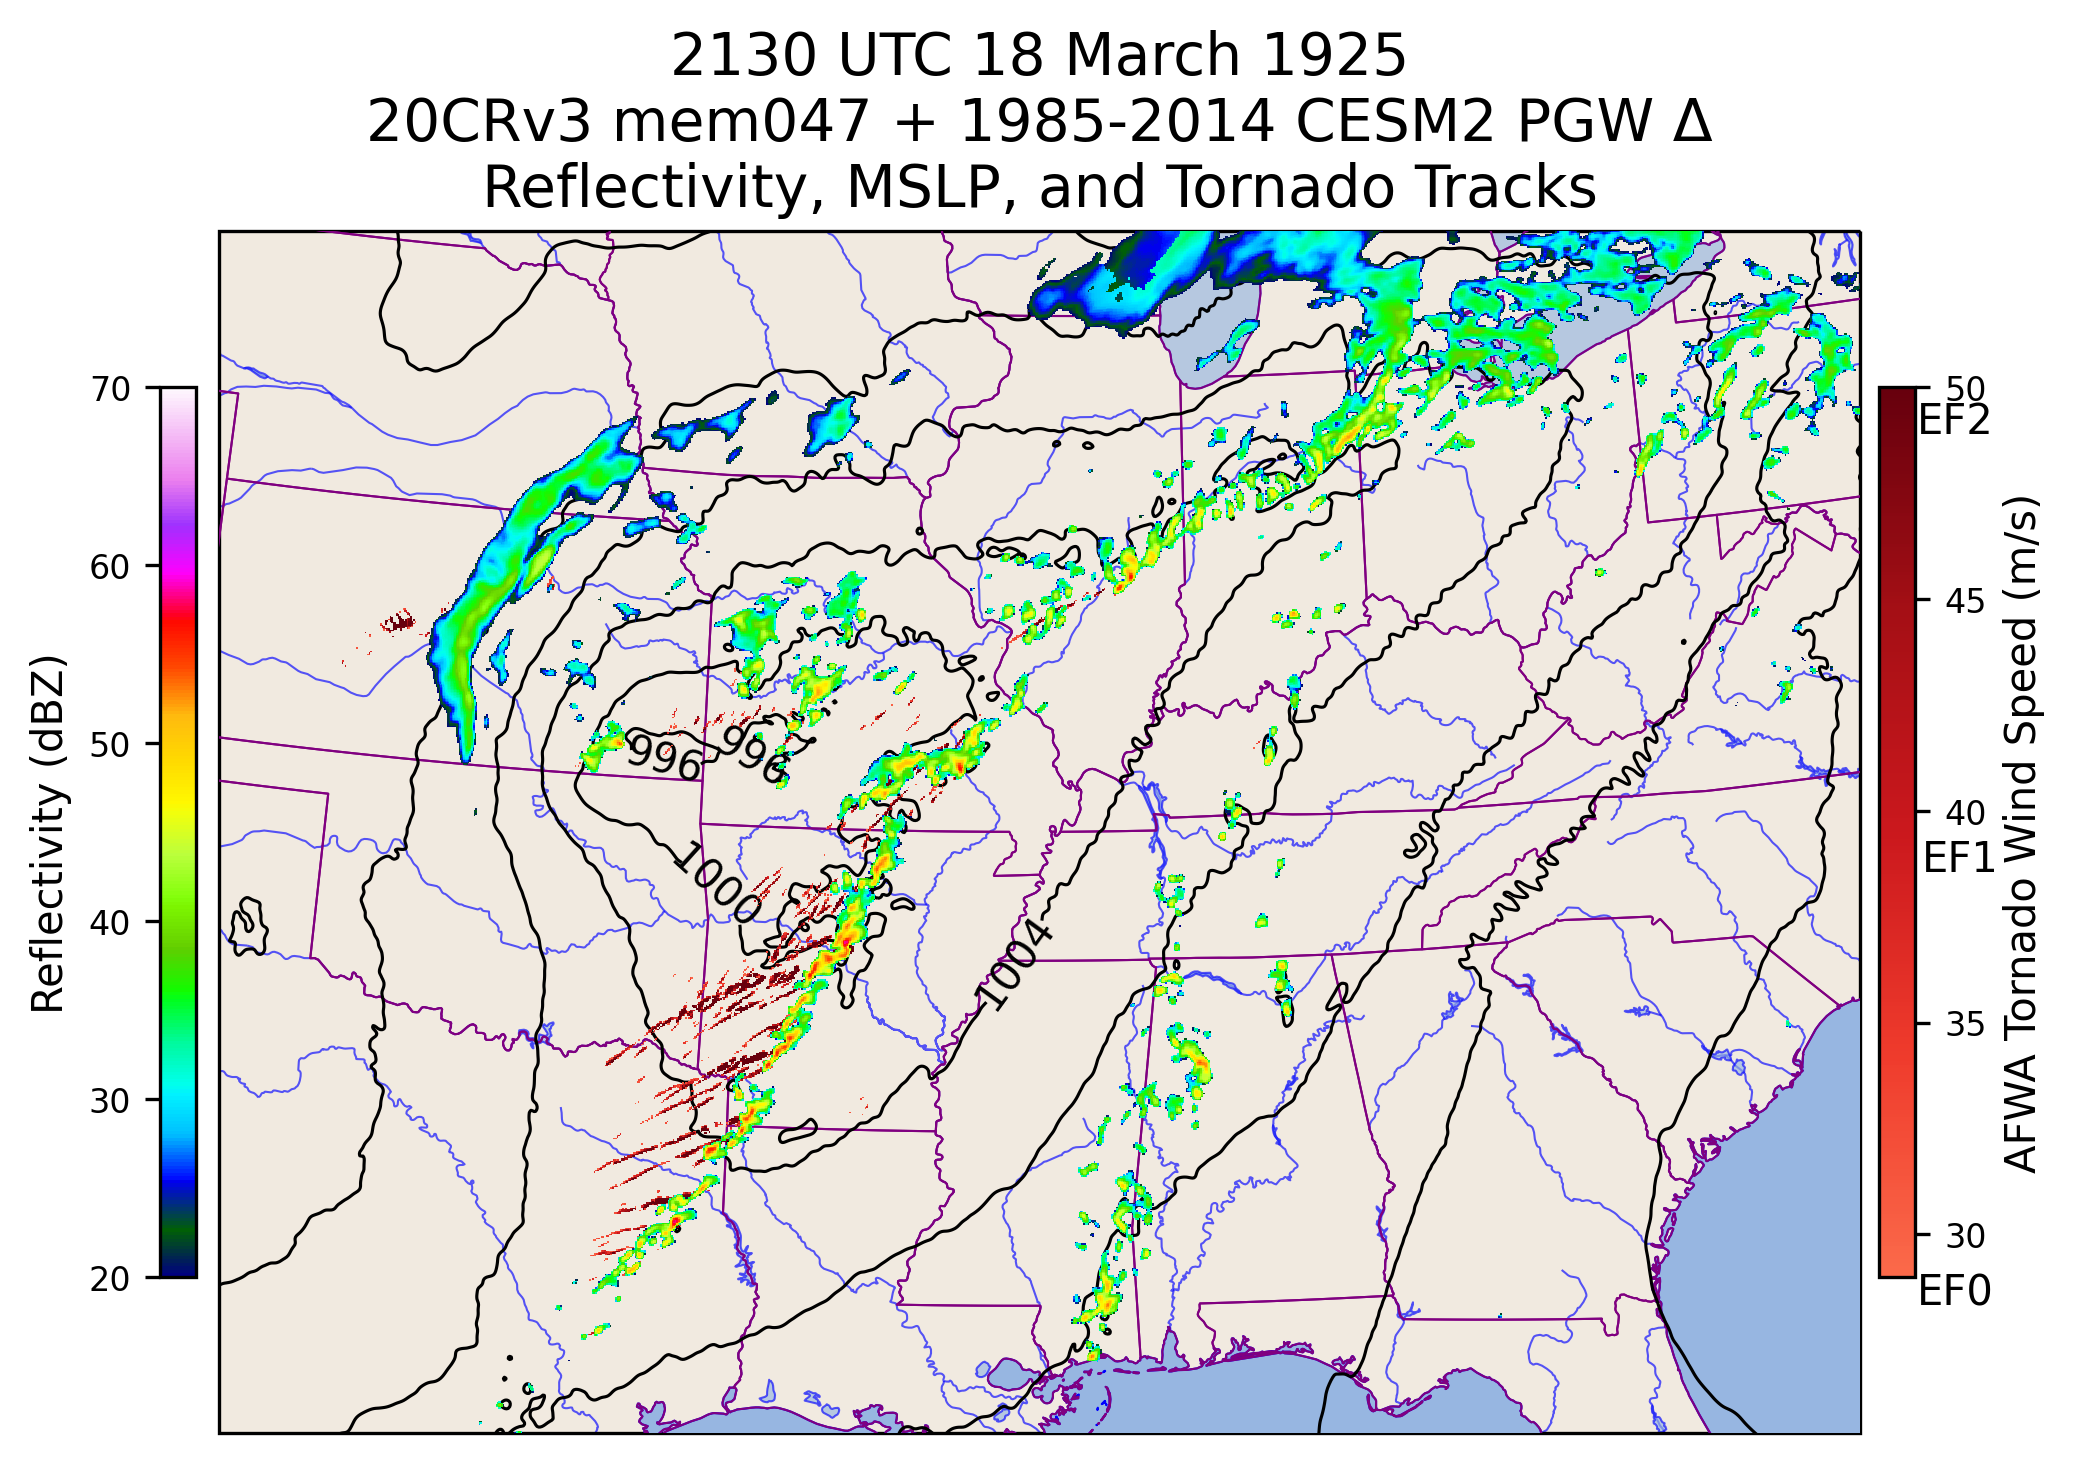 2130 UTC 18 March 1925
20CRv3 mem047 + 1985-2014 CESM2 PGW Δ
Reflectivity, MSLP, and Tornado Tracks
70
60
50
40
30
20
Reflectivity (dBZ)
996
996
1000
1004
50
EF2
45
40
EF1
35
30
EF0
AFWA Tornado Wind Speed (m/s)